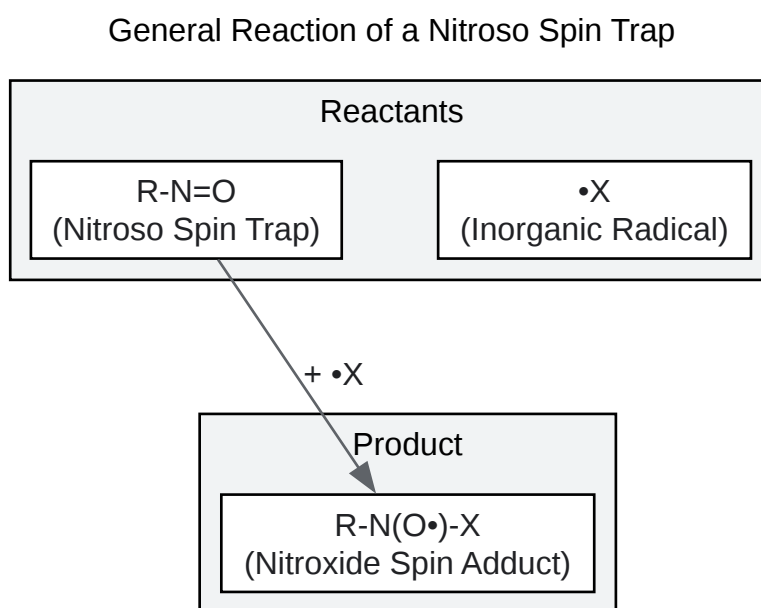 General Reaction of a Nitroso Spin Trap
Reactants
R-N=O
(Nitroso Spin Trap)
•X
(Inorganic Radical)
+ •X
Product
R-N(O•)-X
(Nitroxide Spin Adduct)